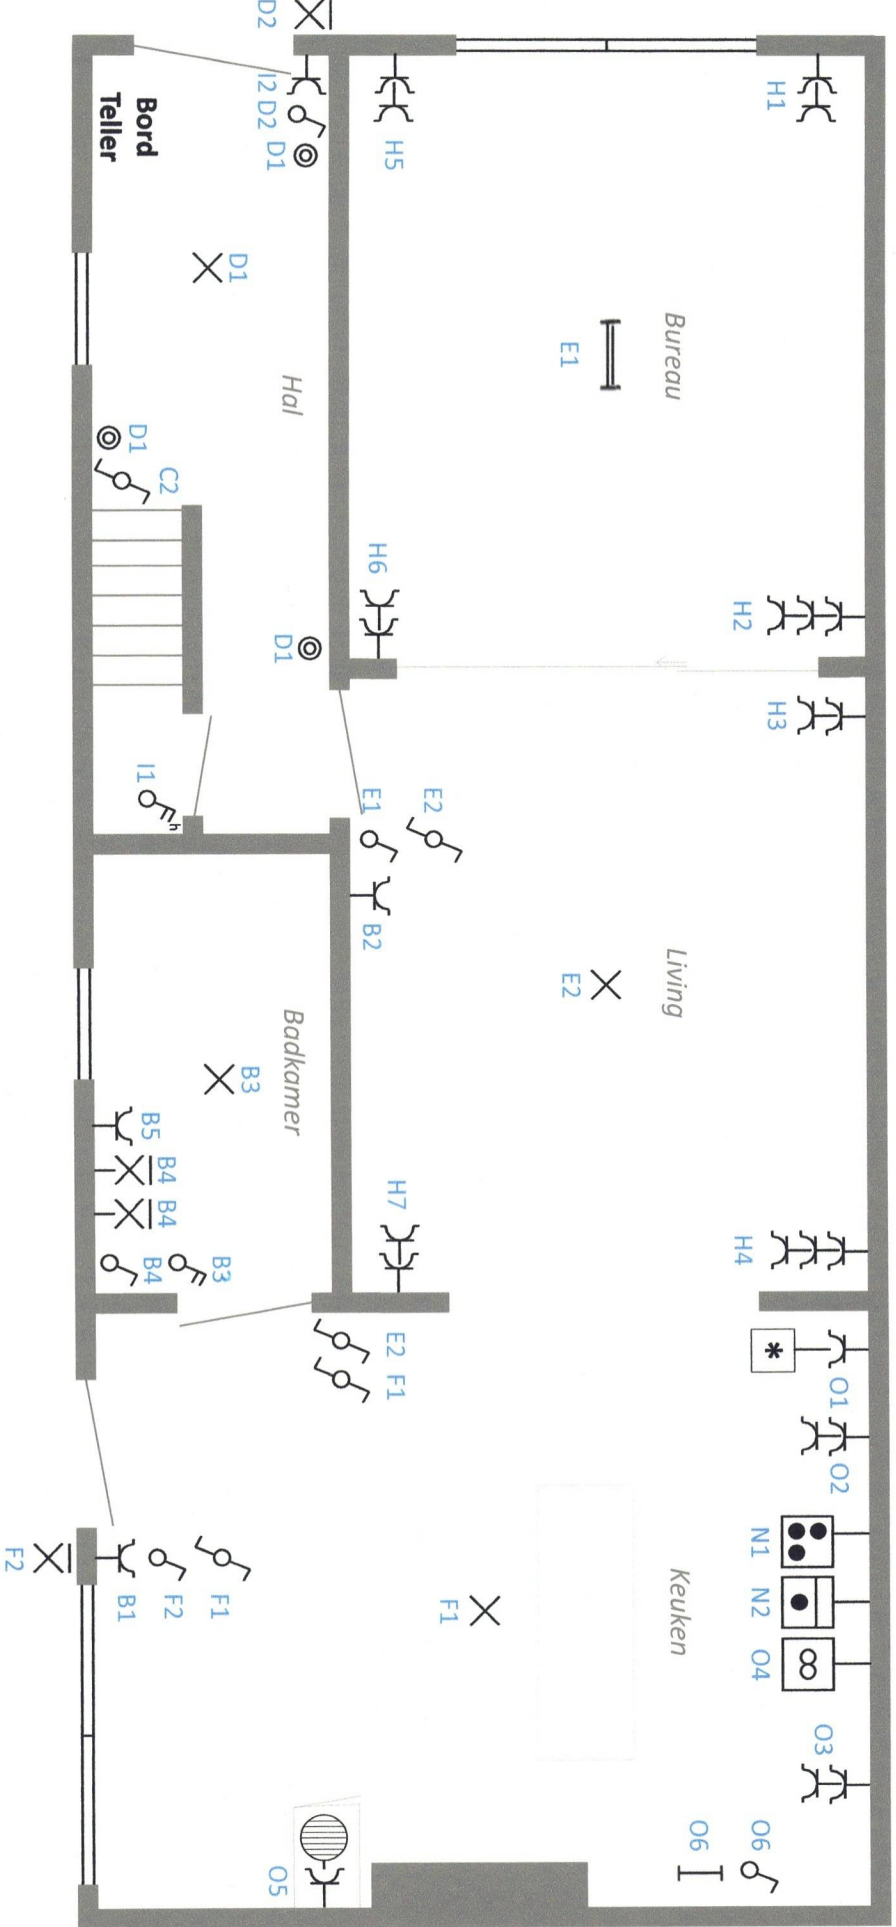 O1
O2
O3
H1
H3
H2
H4
*
N1
N2
O4
O6
O6
Bureau
Living
Keuken
E1
E2
F1
E2
H5
H6
E1
B2
H7
E2
F1
Hal
Badkamer
D2
I2
D2
D1
D1
O5
D1
B3
B3
F1
C2
I1
h
B5
B4
B4
B4
F2
D1
B1
Bord
Teller
F2